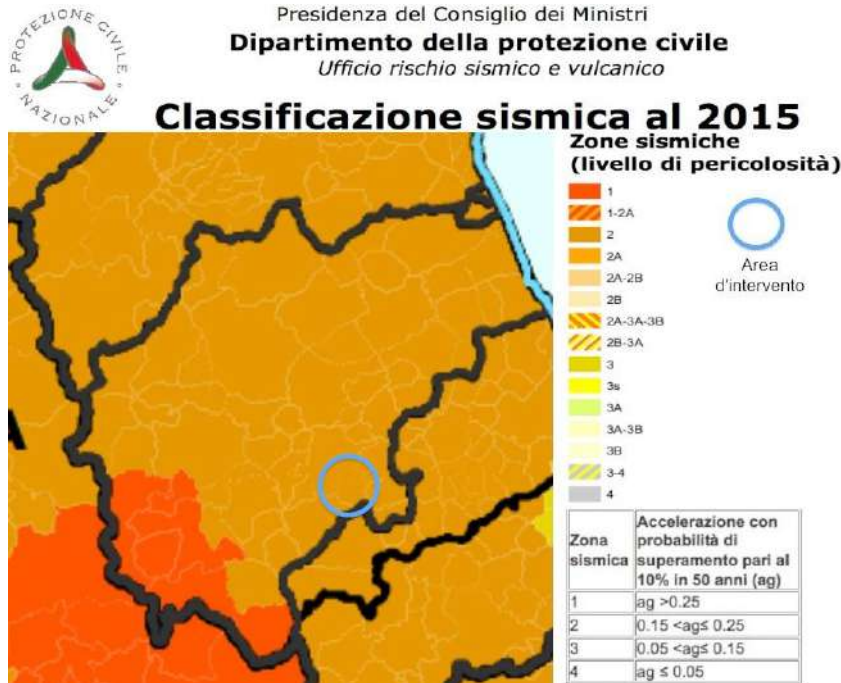 PROTEZIONE CIVILE
NAZIONALE
Presidenza del Consiglio dei Ministri
Dipartimento della protezione civile
Ufficio rischio sismico e vulcanico
Classificazione sismica al 2015
Zone sismiche
(livello di pericolosità)
1
1-2A
2
2A
2A-2B
2B
2A-3A-3B
2B-3A
3
3s
3A
3A-3B
3B
3-4
4
Area
d'intervento
A
Zona
sismica
Accelerazione con
probabilità di
superamento pari al
10% in 50 anni (ag)
1 ag >0.25
2 0.15 <ag≤ 0.25
3 0.05 <ag≤ 0.15
4 ag ≤ 0.05